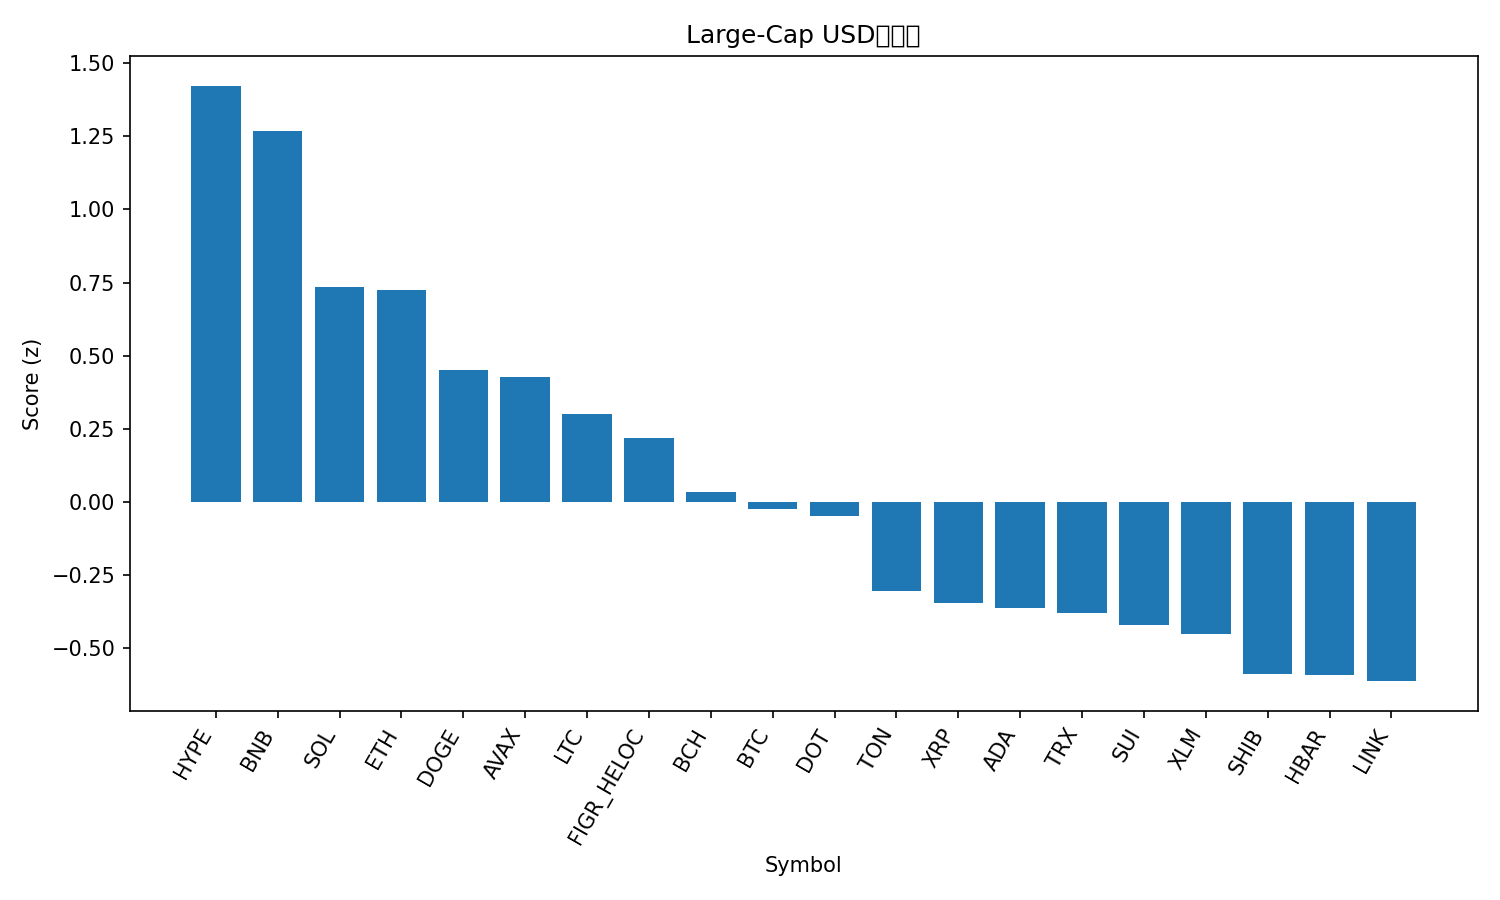 Large-Cap USD
Score (z)
1.50
1.25
1.00
0.75
0.50
0.25
0.00
−0.25
−0.50
HYPE
BNB
SOL
ETH
DOGE
AVAX
LTC
FIGR_HELOC
BCH
BTC
DOT
TON
XRP
ADA
TRX
SUI
XLM
SHIB
HBAR
LINK
Symbol